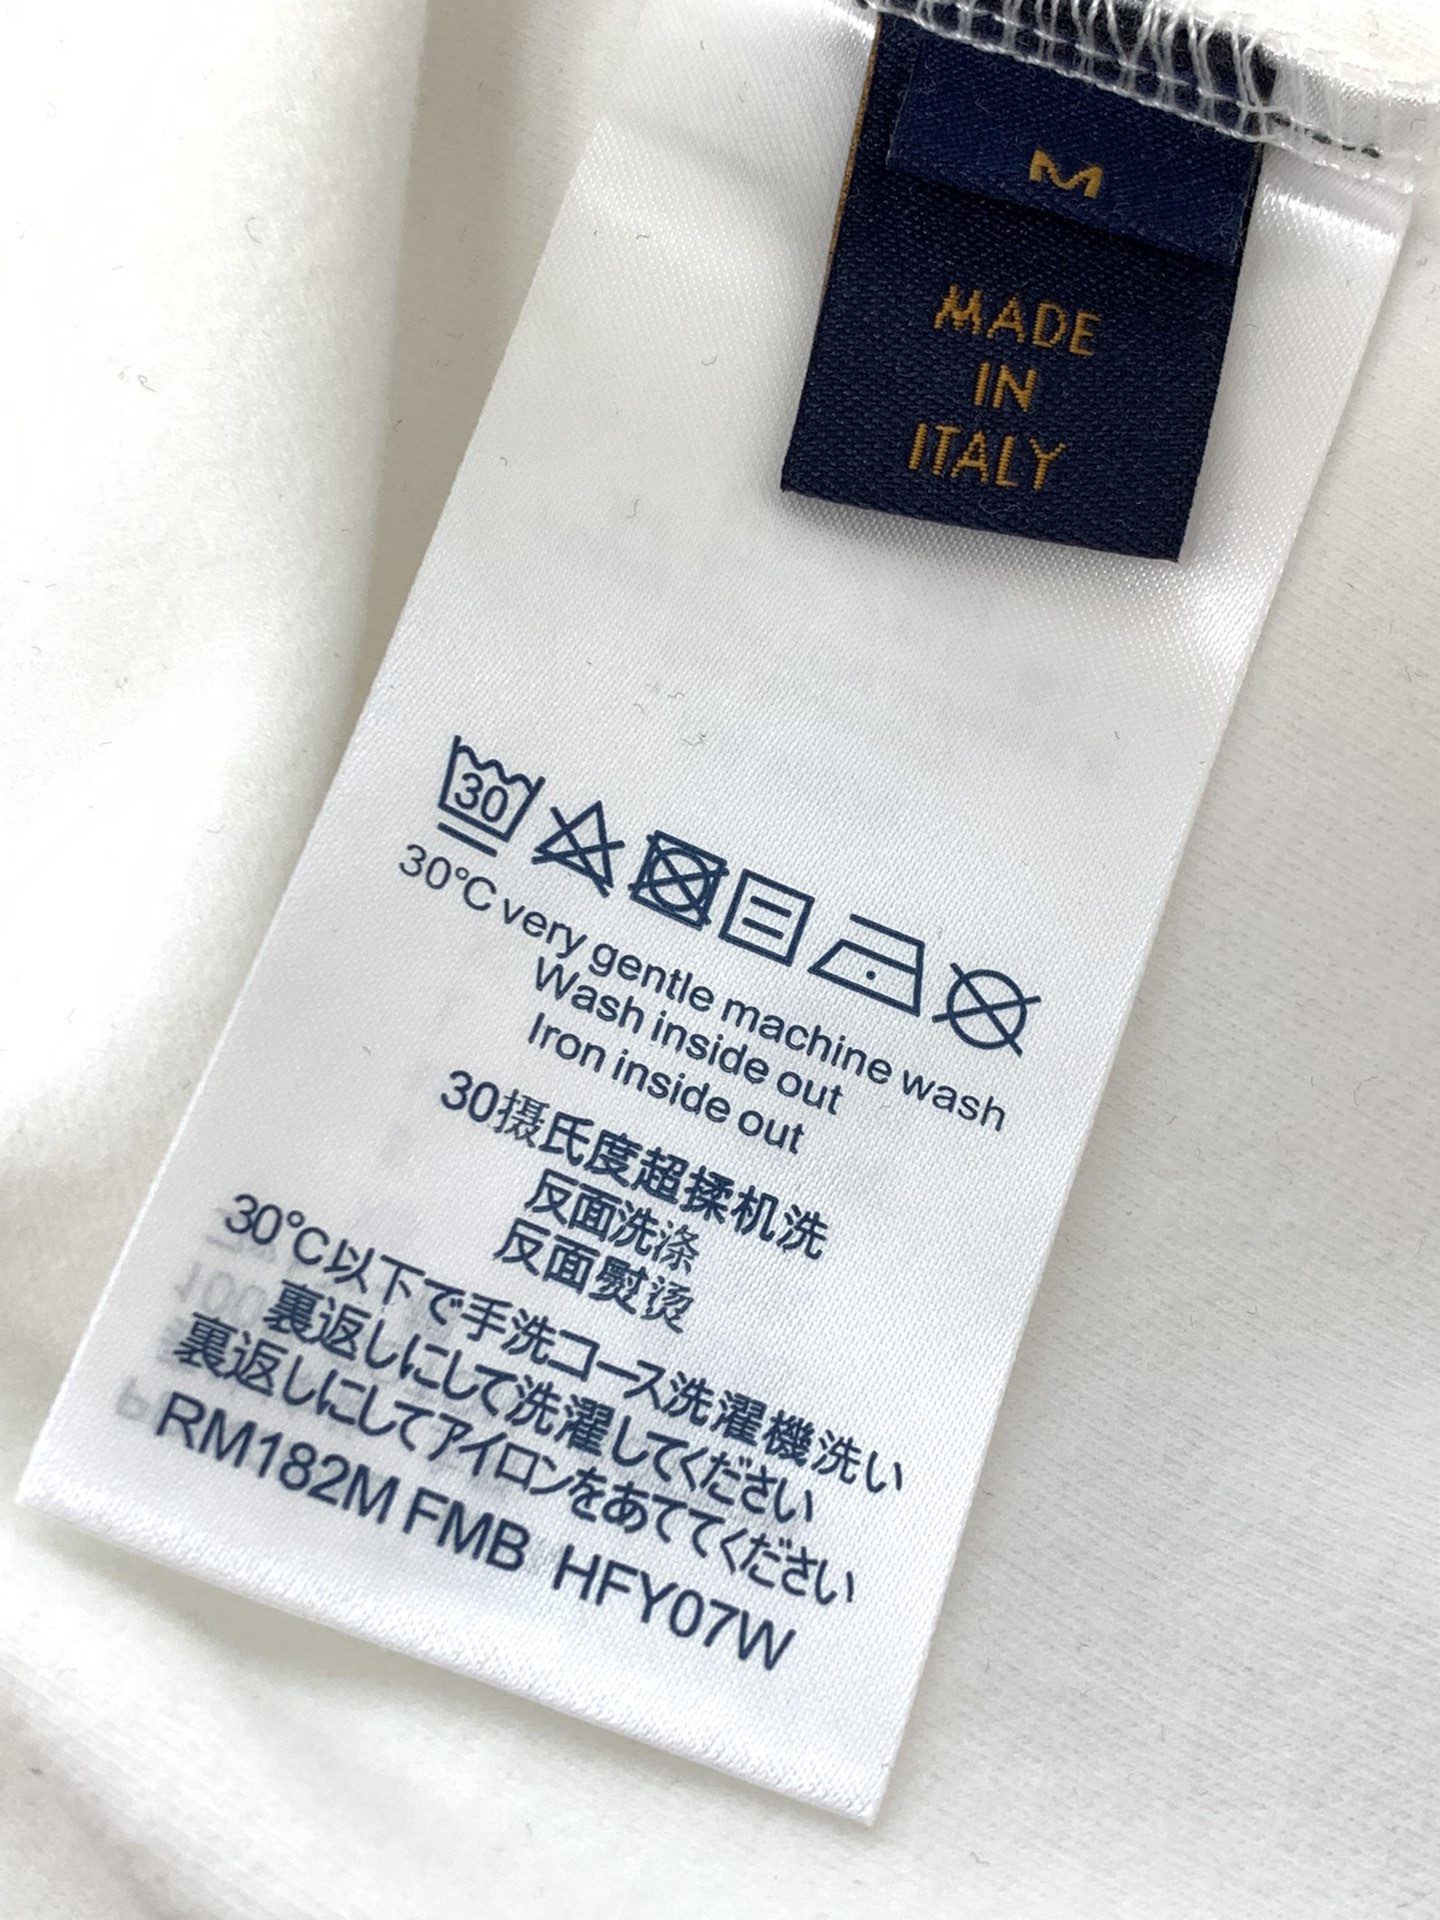 M
MADE
IN
ITALY
30
30°C very gentle machine wash
Wash inside out
Iron inside out
30摄氏度超揉机洗
反面洗涤
反面熨烫
30°C以下で手洗コース洗濯機洗い
裏返しにして洗濯してください
裏返しにしてアイロンをあててください
RM182M FMB HFY07W